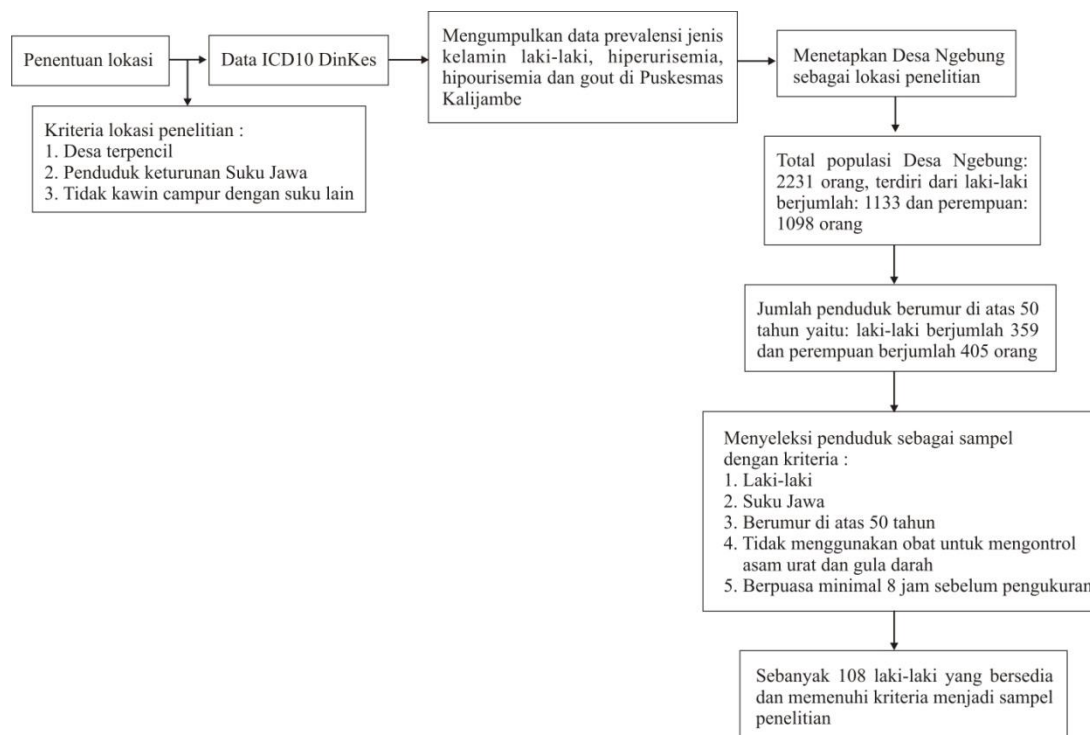 Penentuan lokasi
Data ICD10 DinKes
Mengumpulkan data prevalensi jenis
kelamin laki-laki, hiperurisemia,
hipourisemia dan gout di Puskesmas
Kalijambe
Menetapkan Desa Ngebung
sebagai lokasi penelitian
Kriteria lokasi penelitian :
1. Desa terpencil
2. Penduduk keturunan Suku Jawa
3. Tidak kawin campur dengan suku lain
Total populasi Desa Ngebung:
2231 orang, terdiri dari laki-laki
berjumlah: 1133 dan perempuan:
1098 orang
Jumlah penduduk berumur di atas 50
tahun yaitu: laki-laki berjumlah 359
dan perempuan berjumlah 405 orang
Menyeleksi penduduk sebagai sampel
dengan kriteria :
1. Laki-laki
2. Suku Jawa
3. Berumur di atas 50 tahun
4. Tidak menggunakan obat untuk mengontrol
asam urat dan gula darah
5. Berpuasa minimal 8 jam sebelum pengukuran
Sebanyak 108 laki-laki yang bersedia
dan memenuhi kriteria menjadi sampel
penelitian